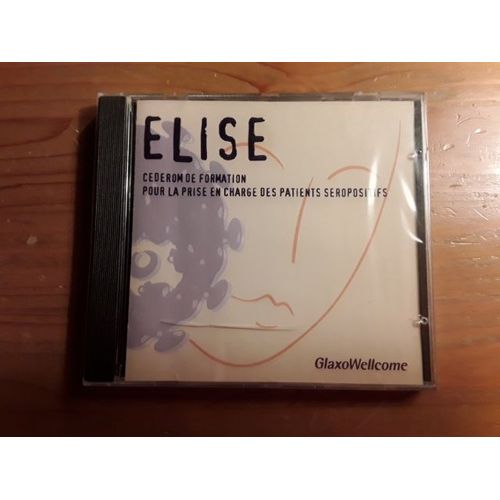 ELISE
CEDEROM DE FORMATION
POUR LA PRISE EN CHARGE DES PATIENTS SEROPOSITIFS
GlaxoWellcome